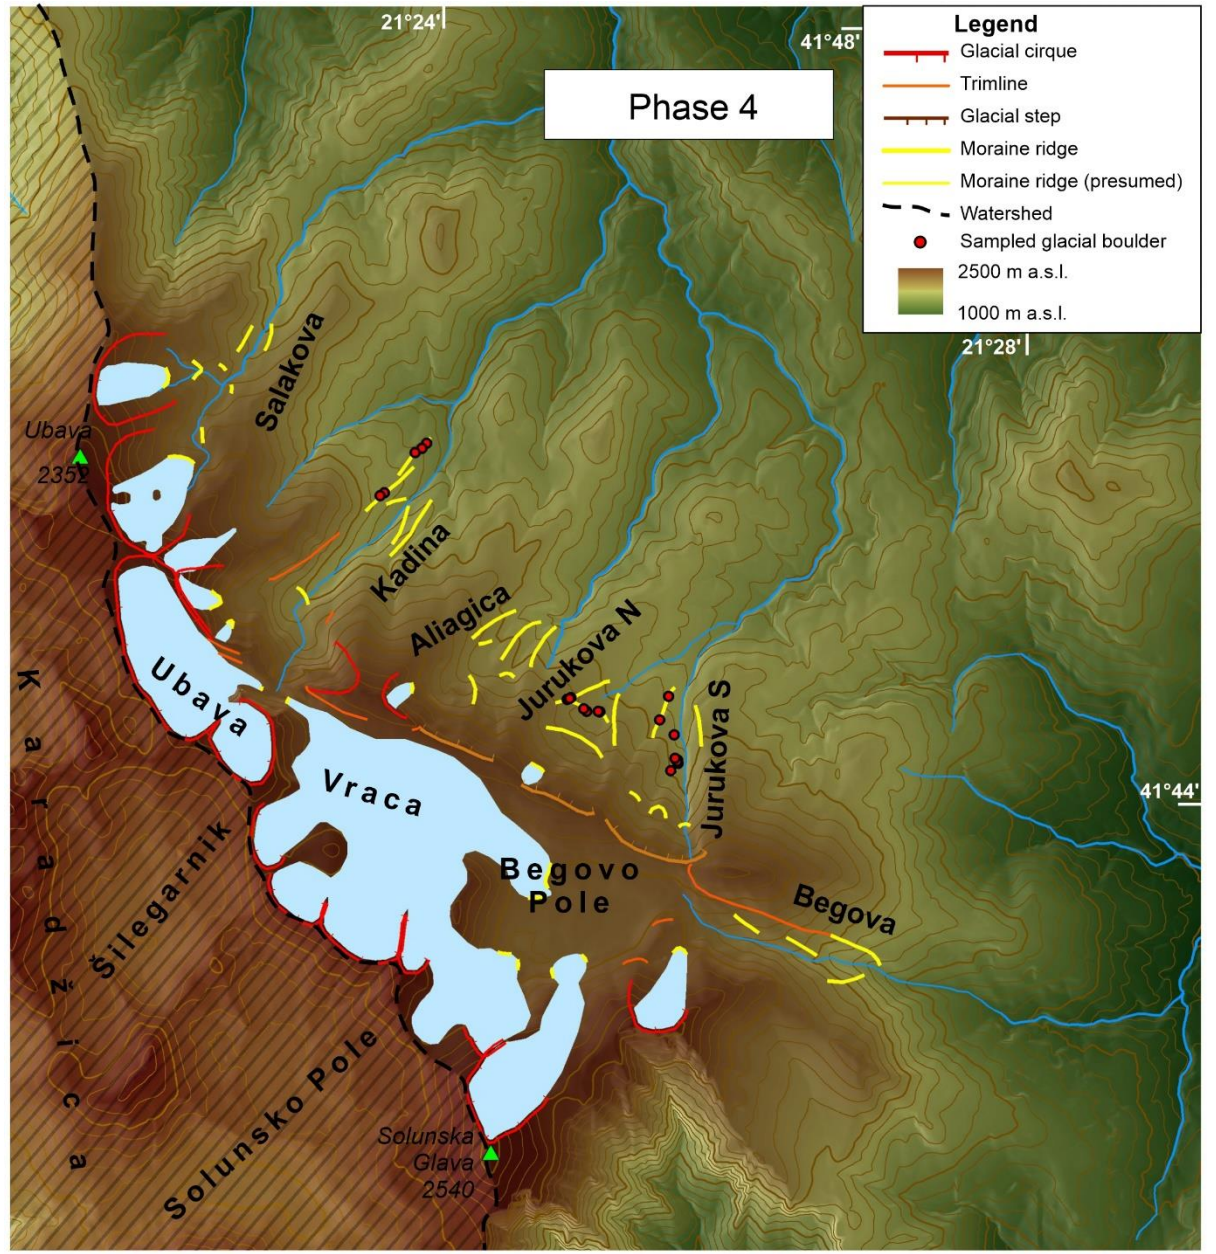 21°24'
41°48'
Phase 4
Legend
Glacial cirque
Trimline
Glacial step
Moraine ridge
Moraine ridge (presumed)
Watershed
Sampled glacial boulder
2500 m a.s.l.
1000 m a.s.l.
21°28'
Salakova
Ubava
2352
Kadina
Aliagica
Jurukova N
Jurukova S
Ubava
Vraca
41°44'
Begovo
Pole
Begova
Karadžica
Šilegarnik
Solunsko Pole
Solunska
Glava
2540